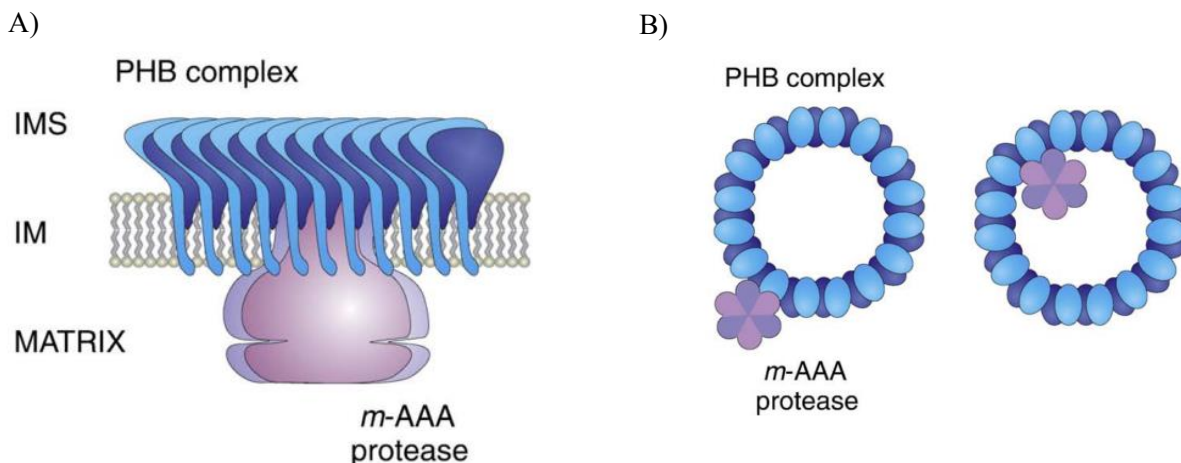 A)
PHB complex
IMS
IM
MATRIX
m-AAA
protease
B)
PHB complex
m-AAA
protease